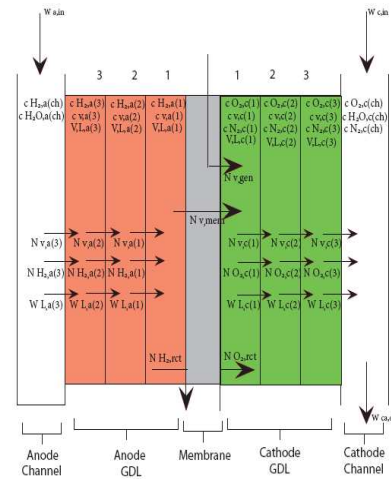 W a,in
W c,in
3 2 1 1 2 3
c H₂,a(ch) c H₂,a(3) c H₂,a(2) c H₂,a(1) c O₂,c(1) c O₂,c(2) c O₂,c(3) c O₂,c(ch)
c H₂O,a(ch) c v,a(3) c v,a(2) c v,a(1) c v,c(1) c v,c(2) c v,c(3) c H₂O,c(ch)
V,L,a(3) V,L,a(2) V,L,a(1) c N₂,c(1) c N₂,c(2) c N₂,c(3) c N₂,c(ch)
V,L,c(1) V,L,c(2) V,L,c(3)
N v,gen
N v,mem
N v,a(3) N v,a(2) N v,a(1) N v,c(1) N v,c(2) N v,c(3)
N H₂,a(3) N H₂,a(2) N H₂,a(1) N O₂,c(1) N O₂,c(2) N O₂,c(3)
W L,a(3) W L,a(2) W L,a(1) W L,c(1) W L,c(2) W L,c(3)
N H₂,rct N O₂,rct
Anode Channel
Anode GDL
Membrane
Cathode GDL
Cathode Channel